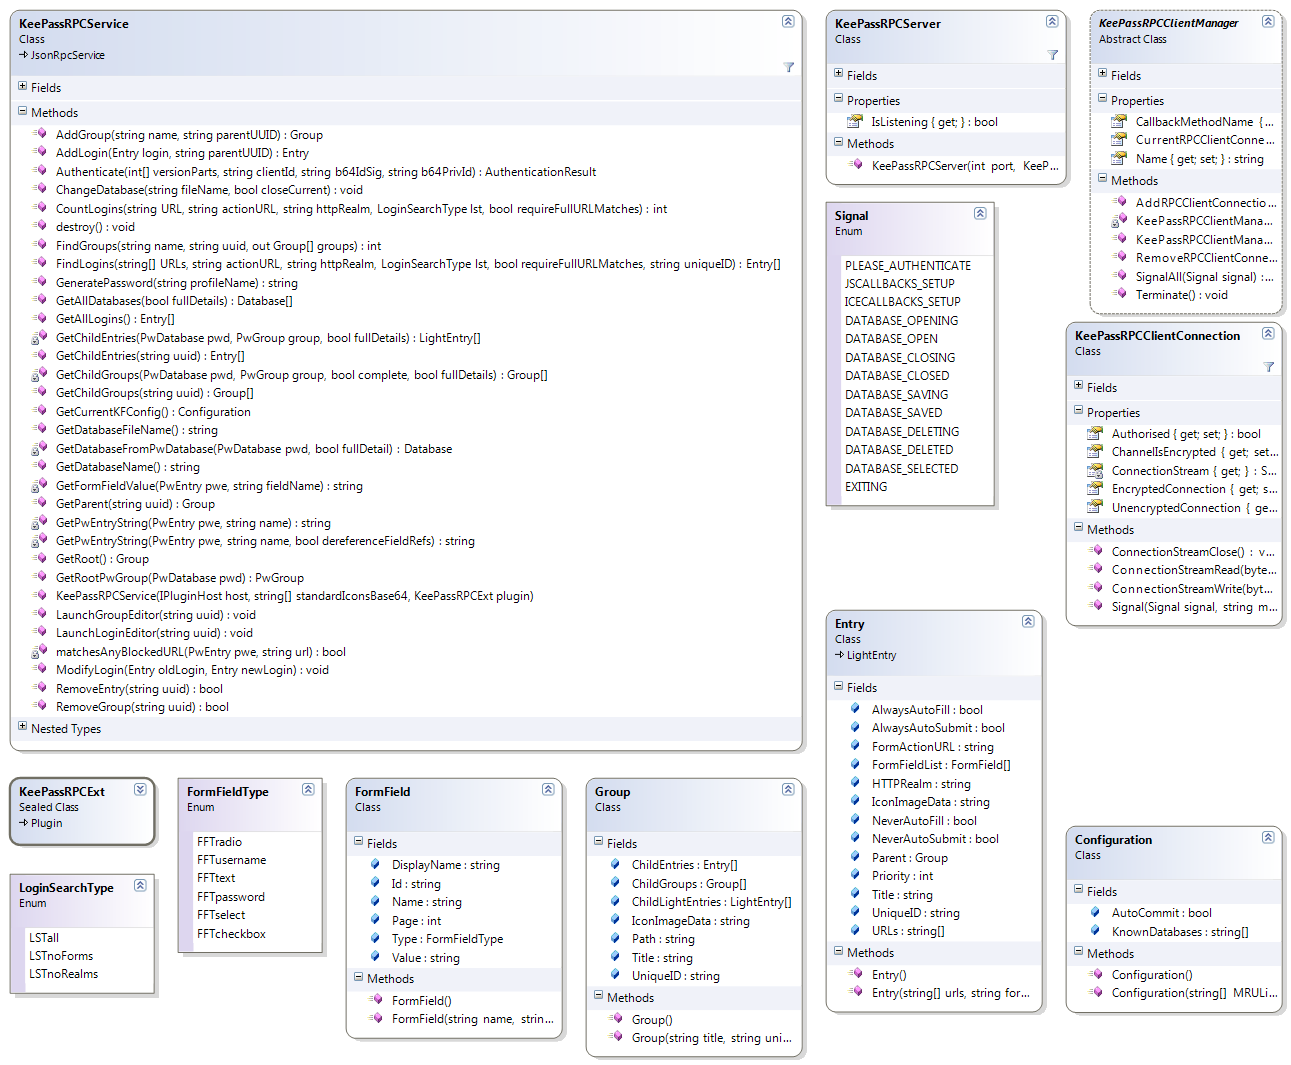 KeePassRPCService
Class
JsonRpcService
Fields
Methods
AddGroup(string name, string parentUUID) : Group
AddLogin(Entry login, string parentUUID) : Entry
Authenticate(int[] versionParts, string clientId, string b64IdSig, string b64PrivId) : AuthenticationResult
ChangeDatabase(string fileName, bool closeCurrent) : void
CountLogins(string URL, string actionURL, string httpRealm, LoginSearchType lst, bool requireFullURLMatches) : int
destroy() : void
FindGroups(string name, string uuid, out Group[] groups) : int
FindLogins(string[] URLs, string actionURL, string httpRealm, LoginSearchType lst, bool requireFullURLMatches, string uniqueID) : Entry[]
GeneratePassword(string profileName) : string
GetAllDatabases(bool fullDetails) : Database[]
GetAllLogins() : Entry[]
GetChildEntries(PwDatabase pwd, PwGroup group, bool fullDetails) : LightEntry[]
GetChildEntries(string uuid) : Entry[]
GetChildGroups(PwDatabase pwd, PwGroup group, bool complete, bool fullDetails) : Group[]
GetChildGroups(string uuid) : Group[]
GetCurrentKFConfig() : Configuration
GetDatabaseFileName() : string
GetDatabaseFromPwDatabase(PwDatabase pwd, bool fullDetail) : Database
GetDatabaseName() : string
GetFormFieldValue(PwEntry pwe, string fieldName) : string
GetParent(string uuid) : Group
GetPwEntryString(PwEntry pwe, string name) : string
GetPwEntryString(PwEntry pwe, string name, bool dereferenceFieldRefs) : string
GetRoot() : Group
GetRootPwGroup(PwDatabase pwd) : PwGroup
KeePassRPCService(IPluginHost host, string[] standardIconsBase64, KeePassRPCExt plugin)
LaunchGroupEditor(string uuid) : void
LaunchLoginEditor(string uuid) : void
matchesAnyBlockedURL(PwEntry pwe, string url) : bool
ModifyLogin(Entry oldLogin, Entry newLogin) : void
RemoveEntry(string uuid) : bool
RemoveGroup(string uuid) : bool
Nested Types
KeePassRPCServer
Class
Fields
Properties
IsListening { get; } : bool
Methods
KeePassRPCServer(int port, KeeP...
KeePassRPCClientManager
Abstract Class
Fields
Properties
CallbackMethodName { ...
CurrentRPCClientConne...
Name { get; set; } : string
Methods
AddRPCClientConnectio...
KeePassRPCClientMana...
KeePassRPCClientMana...
RemoveRPCClientConne...
SignalAll(Signal signal) :...
Terminate() : void
Signal
Enum
PLEASE_AUTHENTICATE
JSCALLBACKS_SETUP
ICECALLBACKS_SETUP
DATABASE_OPENING
DATABASE_OPEN
DATABASE_CLOSING
DATABASE_CLOSED
DATABASE_SAVING
DATABASE_SAVED
DATABASE_DELETING
DATABASE_DELETED
DATABASE_SELECTED
EXITING
KeePassRPCClientConnection
Class
Fields
Properties
Authorised { get; set; } : bool
ChannelIsEncrypted { get; set...
ConnectionStream { get; } : S...
EncryptedConnection { get; s...
UnencryptedConnection { ge...
Methods
ConnectionStreamClose() : v...
ConnectionStreamRead(byte...
ConnectionStreamWrite(byt...
Signal(Signal signal, string m...
Entry
Class
LightEntry
Fields
AlwaysAutoFill : bool
AlwaysAutoSubmit : bool
FormActionURL : string
FormFieldList : FormField[]
HTTPRealm : string
IconImageData : string
NeverAutoFill : bool
NeverAutoSubmit : bool
Parent : Group
Priority : int
Title : string
UniqueID : string
URLs : string[]
Methods
Entry()
Entry(string[] urls, string for...
KeePassRPCExt
Sealed Class
Plugin
LoginSearchType
Enum
LSTall
LSTnoForms
LSTnoRealms
FormFieldType
Enum
FFTradio
FFTusername
FFTtext
FFTpassword
FFTselect
FFTcheckbox
FormField
Class
Fields
DisplayName : string
Id : string
Name : string
Page : int
Type : FormFieldType
Value : string
Methods
FormField()
FormField(string name, strin...
Group
Class
Fields
ChildEntries : Entry[]
ChildGroups : Group[]
ChildLightEntries : LightEntry[]
IconImageData : string
Path : string
Title : string
UniqueID : string
Methods
Group()
Group(string title, string uni...
Configuration
Class
Fields
AutoCommit : bool
KnownDatabases : string[]
Methods
Configuration()
Configuration(string[] MRULi...